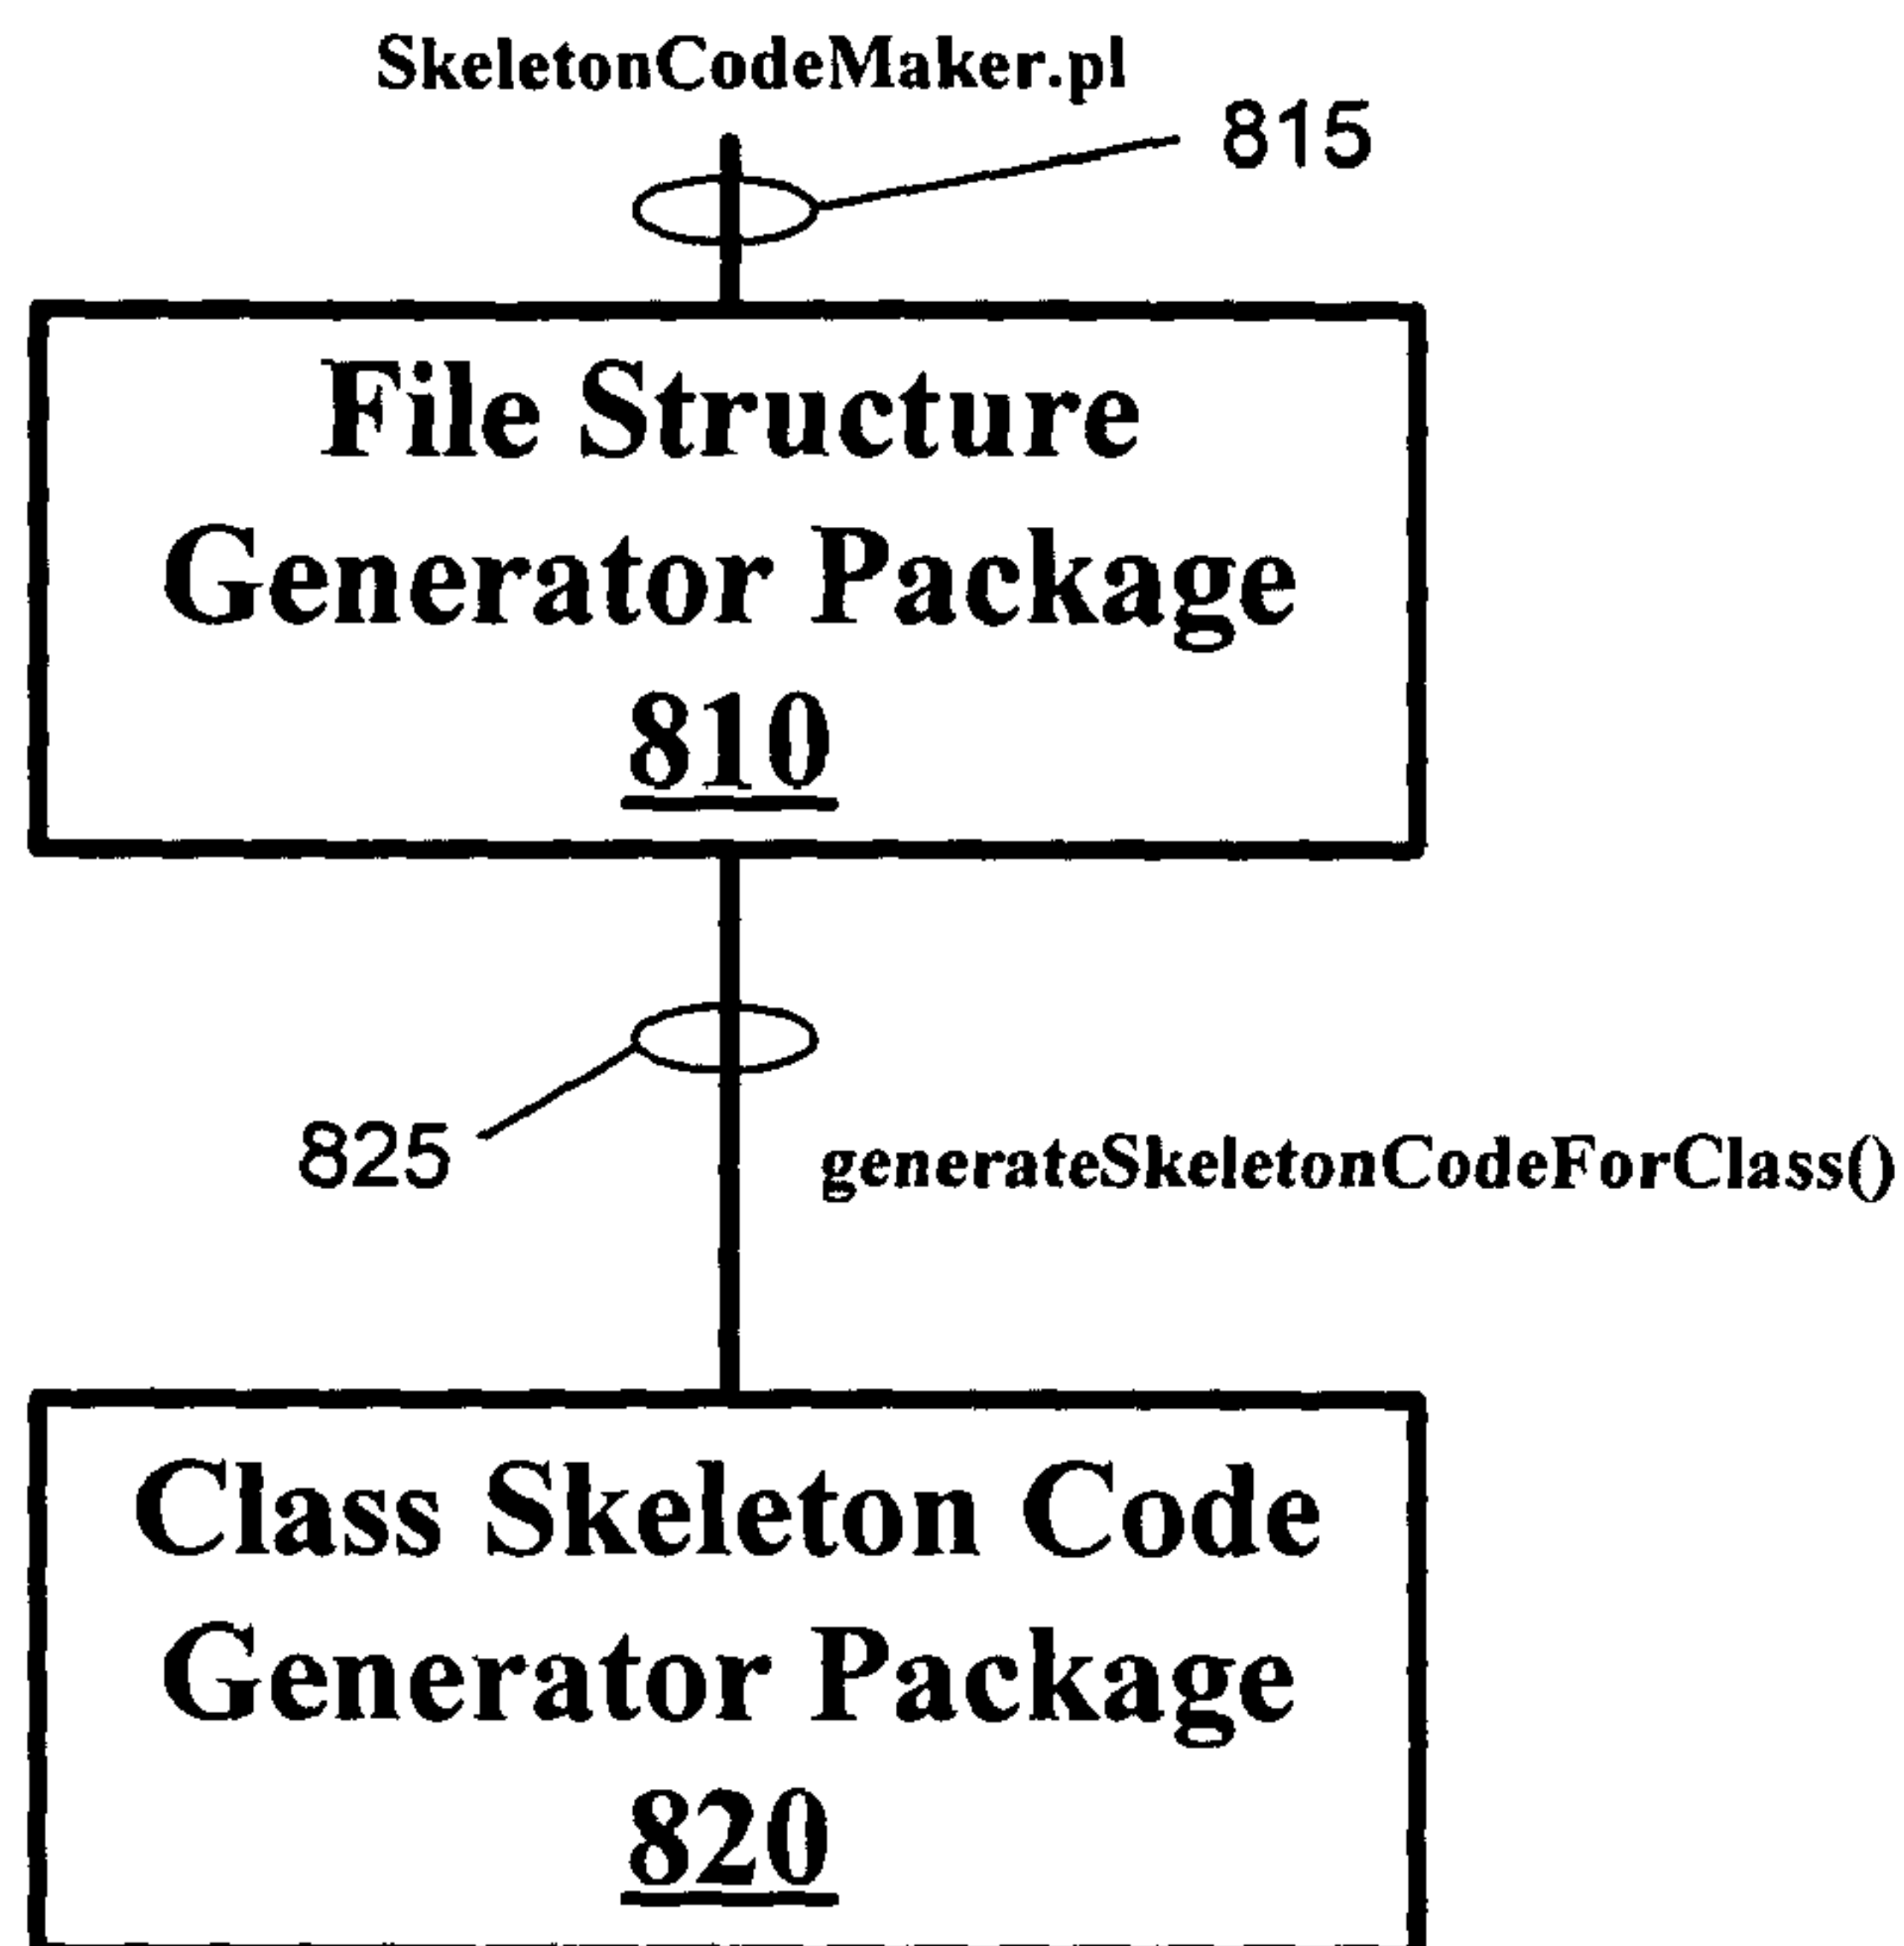 SkeletonCodeMaker.pl
815
File Structure
Generator Package
810
825
generateSkeletonCodeForClass()
Class Skeleton Code
Generator Package
820